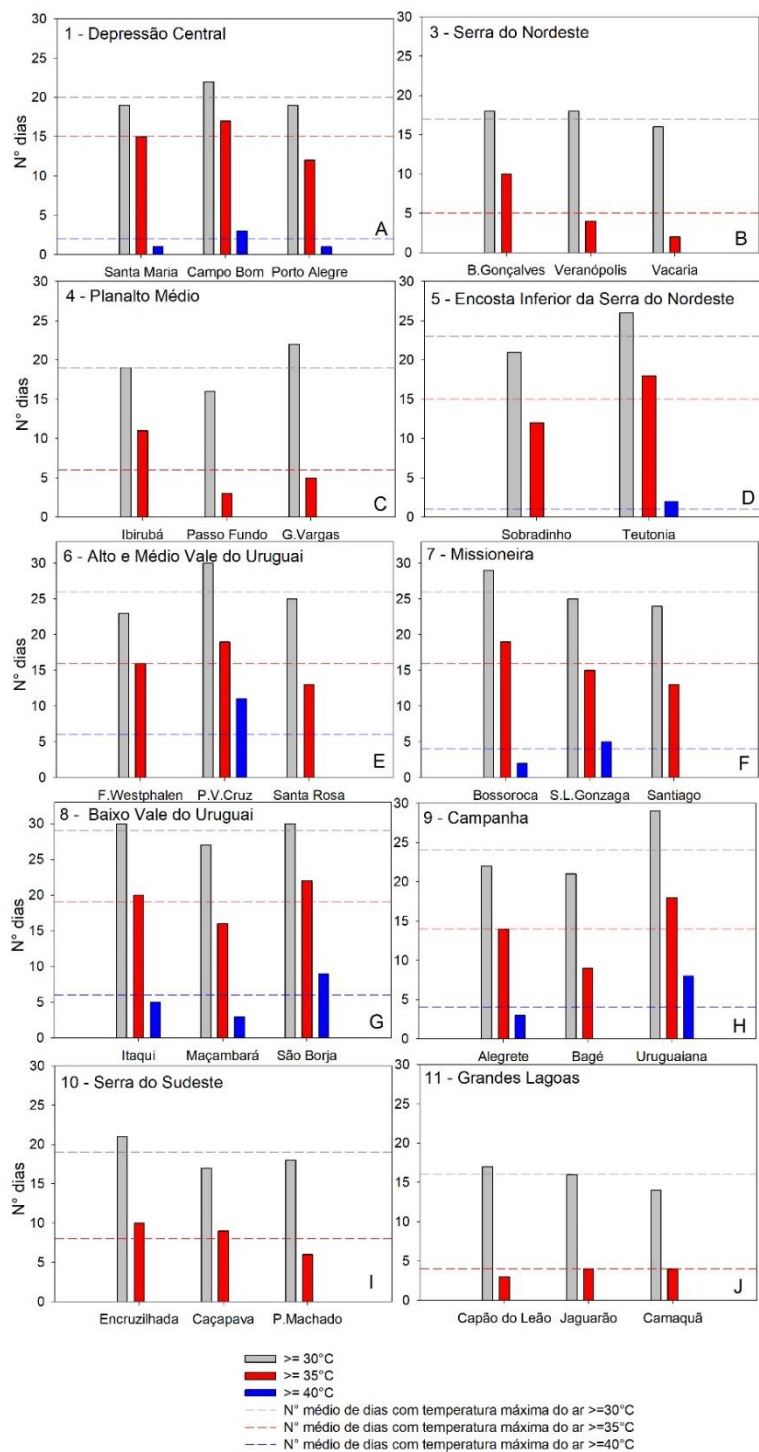 1 - Depressão Central
30
25
20
15
10
5
0
N° dias
A
Santa Maria Campo Bom Porto Alegre
3 - Serra do Nordeste
30
25
20
15
10
5
0
B
B.Gonçalves Veranópolis Vacaria
4 - Planalto Médio
30
25
20
15
10
5
0
N° dias
C
Ibirubá Passo Fundo G.Vargas
5 - Encosta Inferior da Serra do Nordeste
30
25
20
15
10
5
0
D
Sobradinho Teutonia
6 - Alto e Médio Vale do Uruguai
30
25
20
15
10
5
0
N° dias
E
F.Westphalen P.V.Cruz Santa Rosa
7 - Missioneira
30
25
20
15
10
5
0
F
Bossoroca S.L.Gonzaga Santiago
8 - Baixo Vale do Uruguai
30
25
20
15
10
5
0
N° dias
G
Itaqui Maçambará São Borja
9 - Campanha
30
25
20
15
10
5
0
H
Alegrete Bagé Uruguaiana
10 - Serra do Sudeste
30
25
20
15
10
5
0
N° dias
I
Encruzilhada Caçapava P.Machado
11 - Grandes Lagoas
30
25
20
15
10
5
0
J
Capão do Leão Jaguarão Camaquã
>= 30°C
>= 35°C
>= 40°C
N° médio de dias com temperatura máxima do ar >=30°C
N° médio de dias com temperatura máxima do ar >=35°C
N° médio de dias com temperatura máxima do ar >=40°C